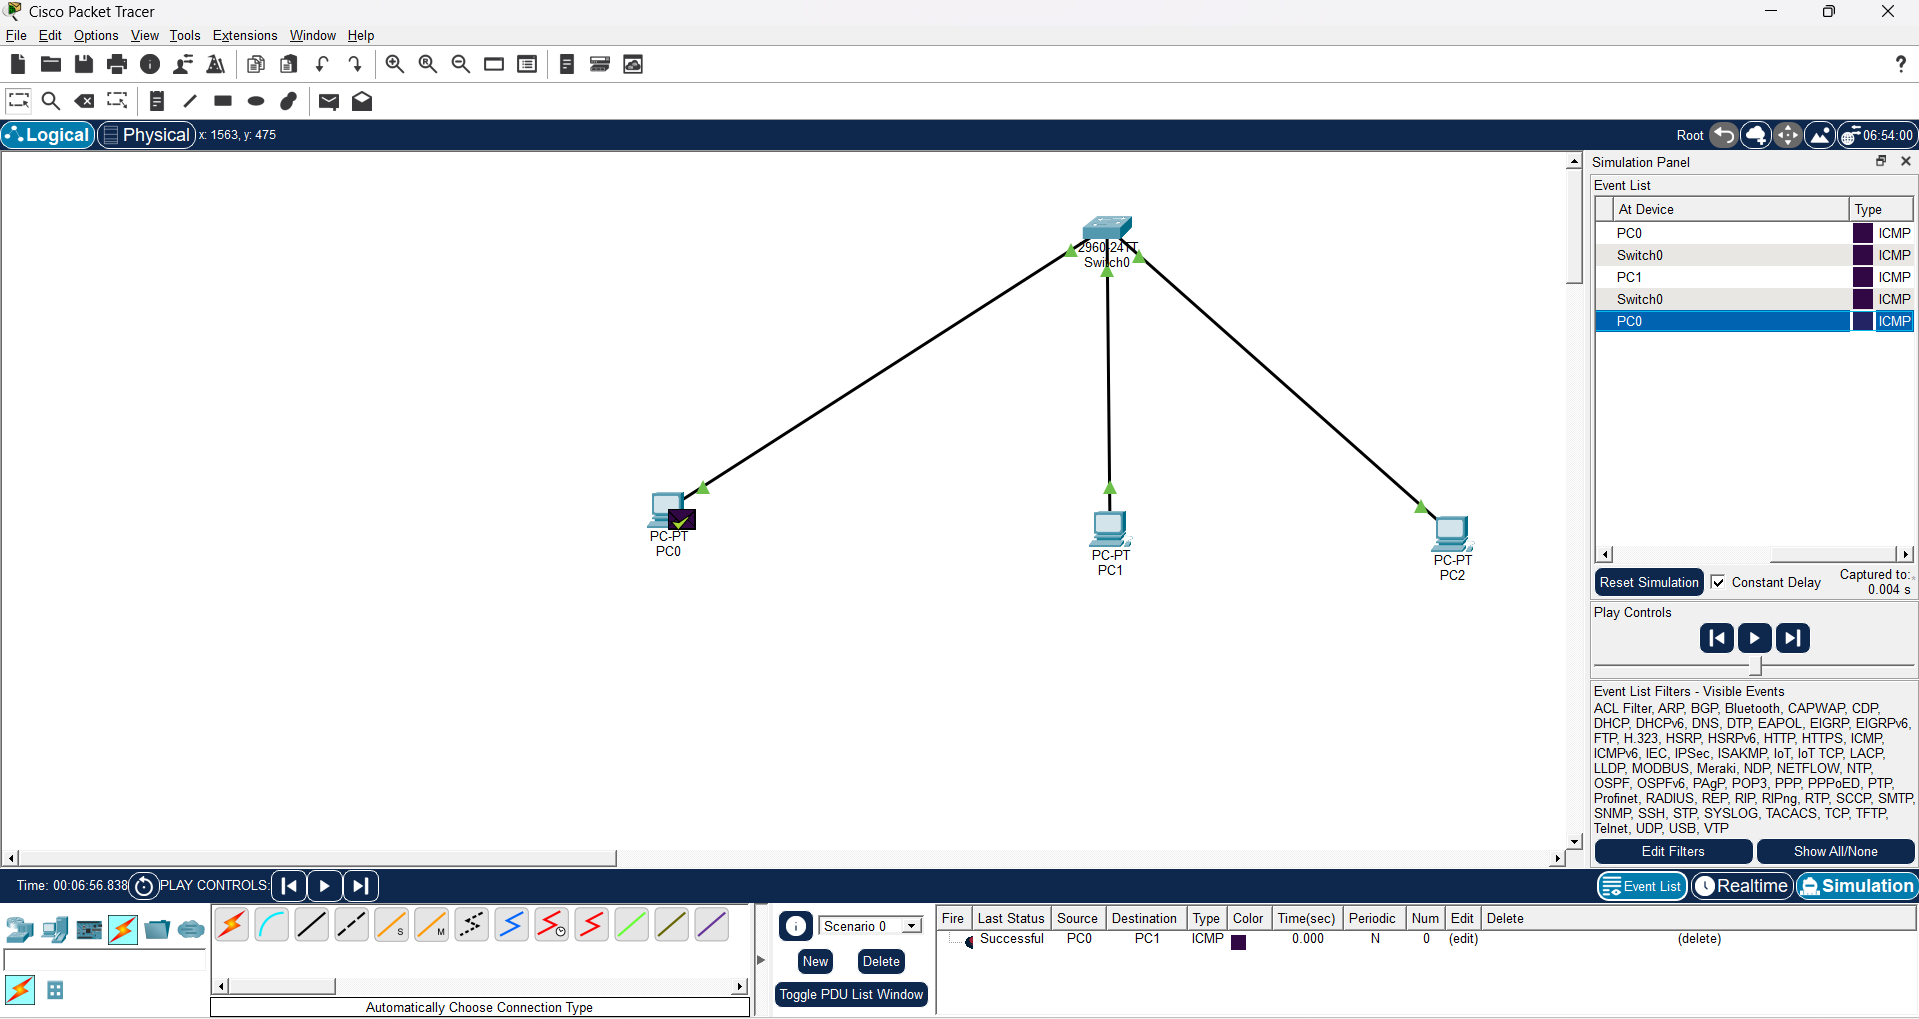 Cisco Packet Tracer
File Edit Options View Tools Extensions Window Help
?
Logical Physical x: 1563, y: 475 Root 06:54:00
Simulation Panel
Event List
At Device Type
PC0 ICMP
Switch0 ICMP
PC1 ICMP
Switch0 ICMP
PC0 ICMP
2960-24TT
Switch0
PC-PT
PC0
PC-PT
PC1
PC-PT
PC2
Reset Simulation Constant Delay Captured to:
0.004 s
Play Controls
Event List Filters - Visible Events
ACL Filter, ARP, BGP, Bluetooth, CAPWAP, CDP,
DHCP, DHCPv6, DNS, DTP, EAPOL, EIGRP, EIGRPv6,
FTP, H.323, HSRP, HSRPv6, HTTP, HTTPS, ICMP,
ICMPv6, IEC, IPSec, ISAKMP, IoT, IoT TCP, LACP,
LLDP, MODBUS, Meraki, NDP, NETFLOW, NTP,
OSPF, OSPFv6, PAgP, POP3, PPP, PPPoED, PTP,
Profinet, RADIUS, REP, RIP, RIPng, RTP, SCCP, SMTP,
SNMP, SSH, STP, SYSLOG, TACACS, TCP, TFTP,
Telnet, UDP, USB, VTP
Edit Filters Show All/None
Time: 00:06:56.838 PLAY CONTROLS: Event List Realtime Simulation
S M
Automatically Choose Connection Type
Scenario 0
New Delete
Toggle PDU List Window
Fire Last Status Source Destination Type Color Time(sec) Periodic Num Edit Delete
Successful PC0 PC1 ICMP 0.000 N 0 (edit) (delete)